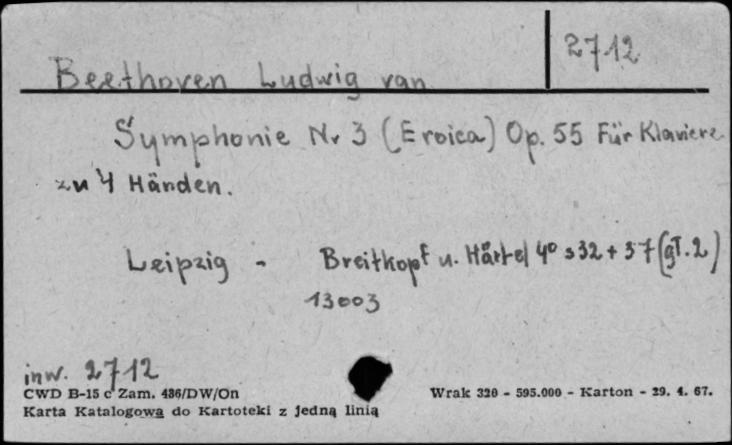 2712
Beethoven Ludwig van
Symphonie Nr 3 (Eroica) Op. 55 Für Klaviere
zu 4 Händen.
Leipzig - Breitkopf u. Härtel 4⁰ s 32 + 37 (gT. 2)
13003
inw. 2712
CWD B-15 c Zam. 486/DW/On Wrak 320 - 595.000 - Karton - 29. 4. 67.
Karta Katalogowa do Kartoteki z jedną linią